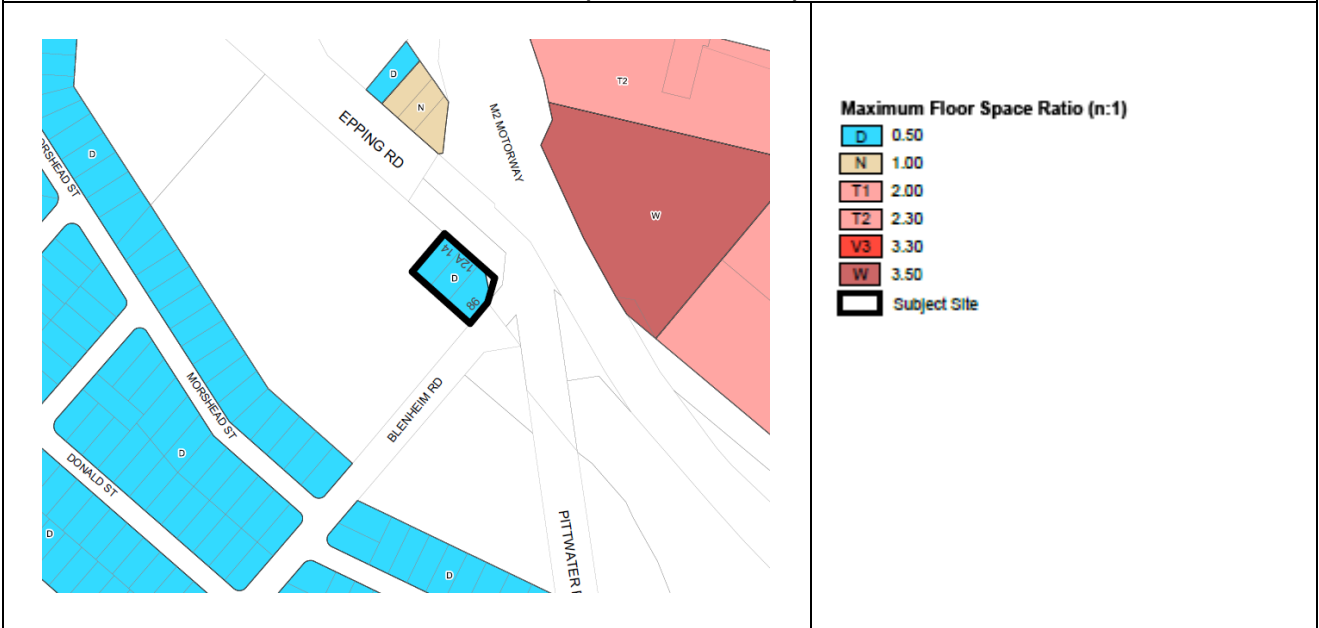 D
N
EPPING RD
M2 MOTORWAY
T2
D
MORSHEAD ST
W
14
12A
D
86
MORSHEAD ST
BLENHEIM RD
D
DONALD ST
D
PITTWATER
D
Maximum Floor Space Ratio (n:1)
D 0.50
N 1.00
T1 2.00
T2 2.30
V3 3.30
W 3.50
Subject Site